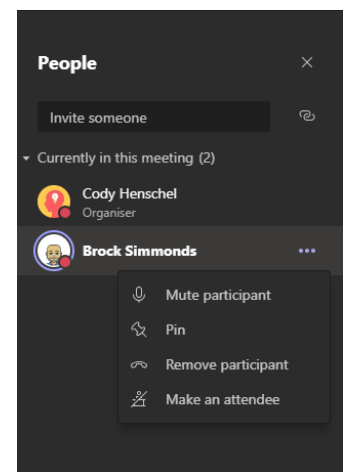 People
Invite someone
Currently in this meeting (2)
Cody Henschel
Organiser
Brock Simmonds
Mute participant
Pin
Remove participant
Make an attendee